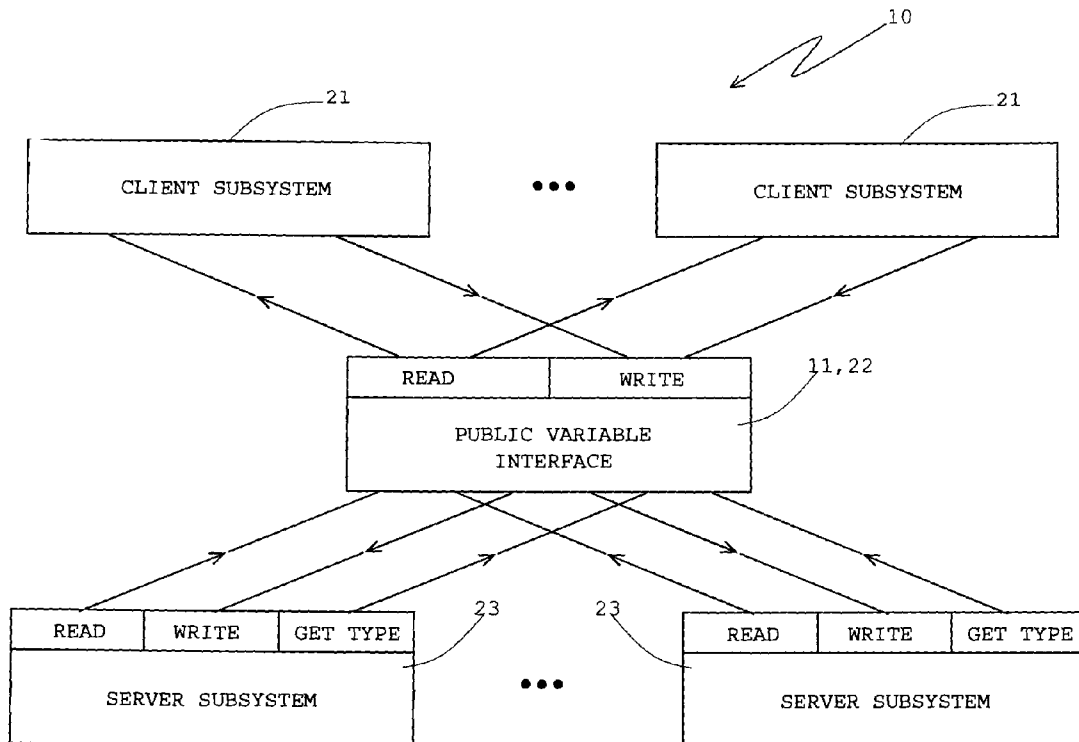 10
21
21
CLIENT SUBSYSTEM
CLIENT SUBSYSTEM
READ
WRITE
11,22
PUBLIC VARIABLE
INTERFACE
23
23
READ
WRITE
GET TYPE
READ
WRITE
GET TYPE
SERVER SUBSYSTEM
SERVER SUBSYSTEM